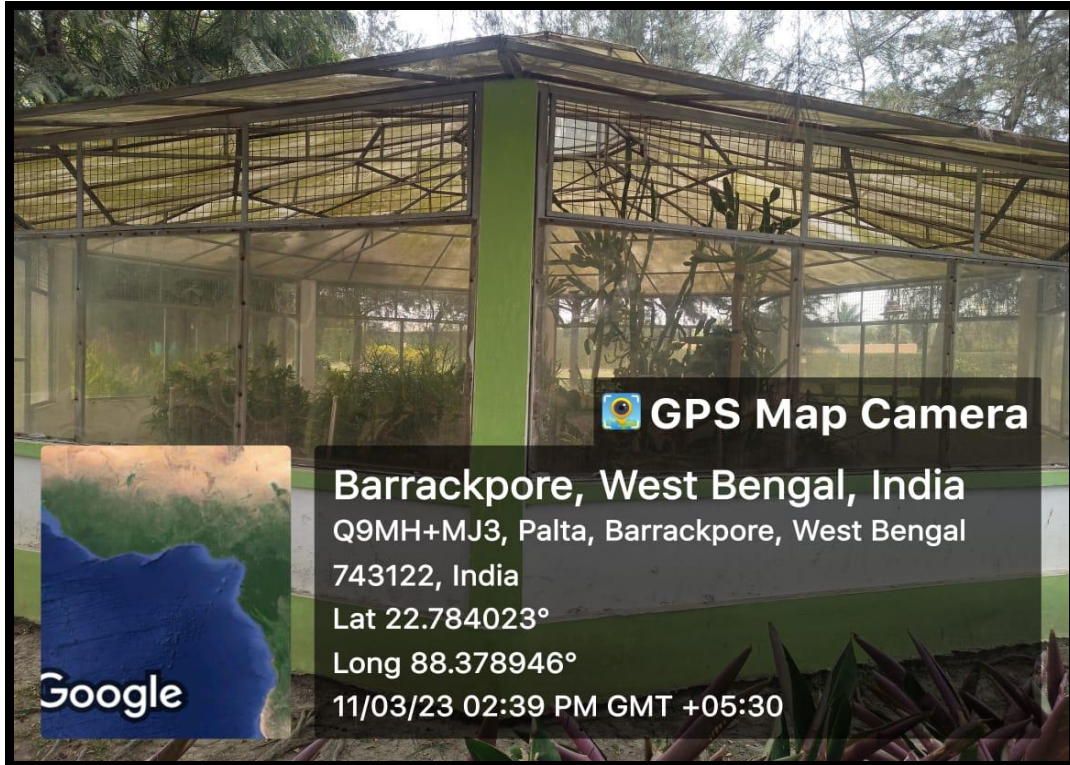 GPS Map Camera
Barrackpore, West Bengal, India
Q9MH+MJ3, Palta, Barrackpore, West Bengal
743122, India
Lat 22.784023°
Long 88.378946°
11/03/23 02:39 PM GMT +05:30
Google